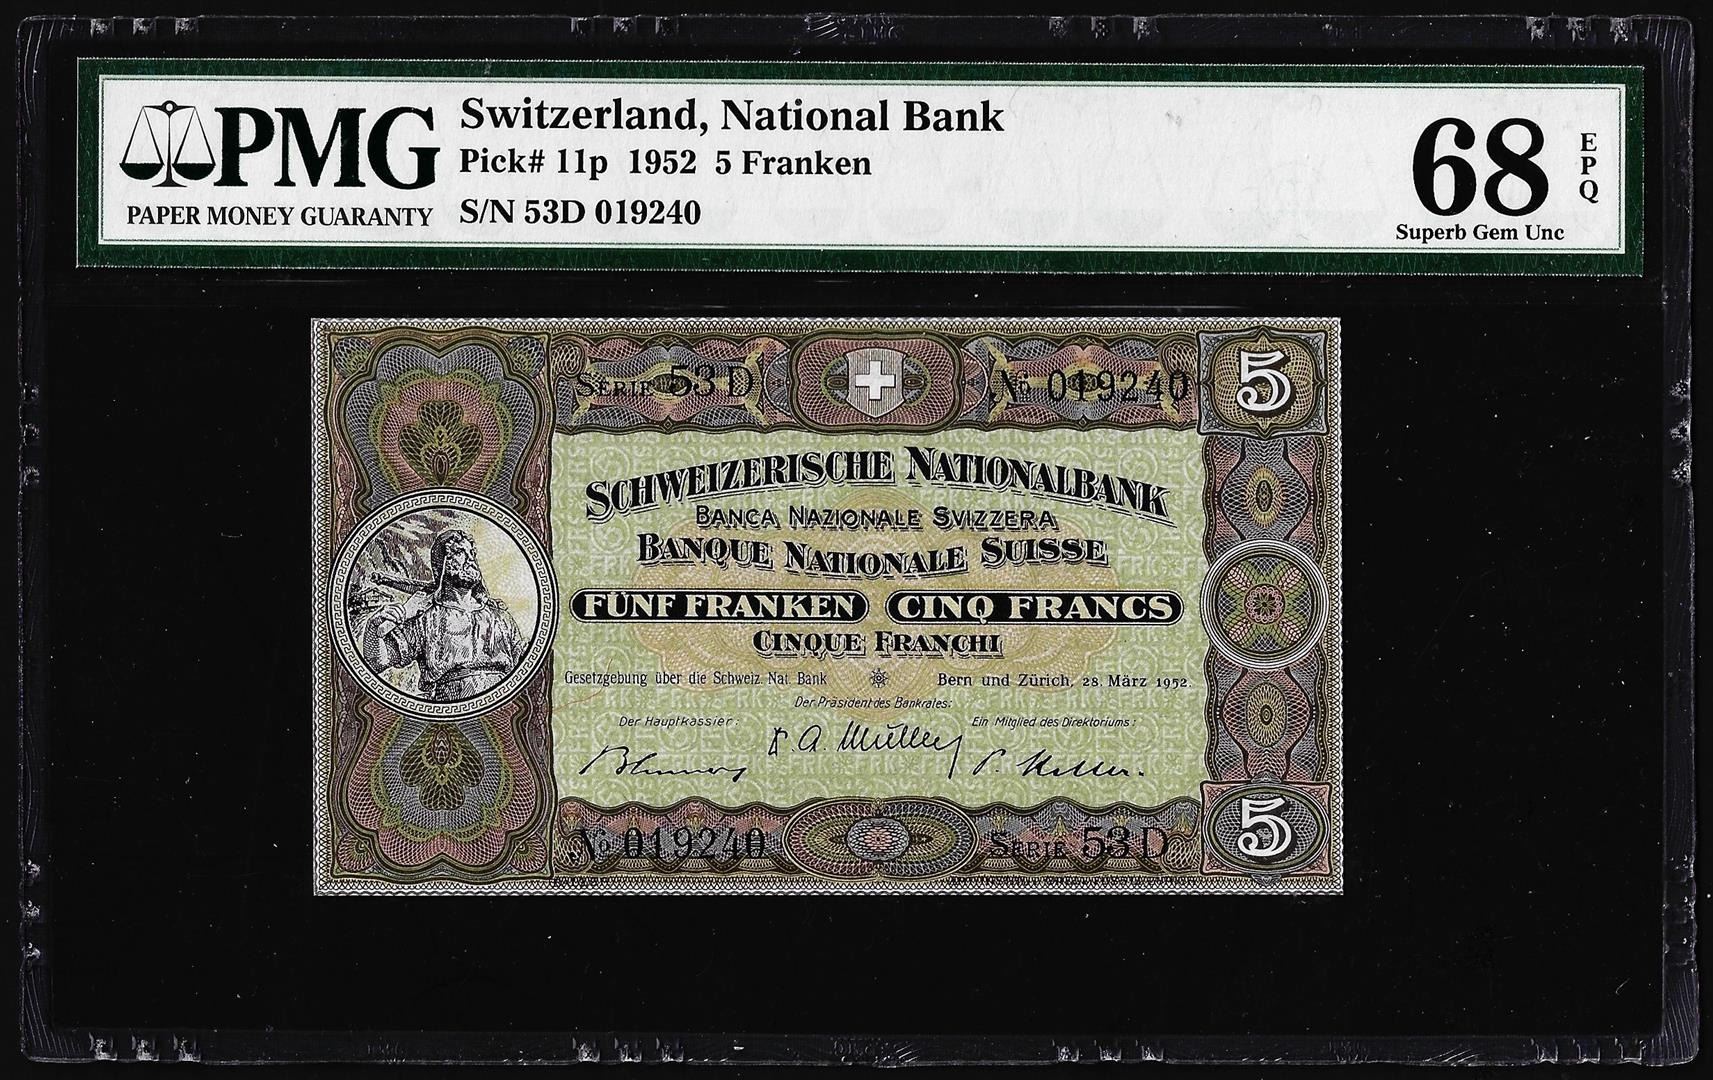 PMG
PAPER MONEY GUARANTY
Switzerland, National Bank
Pick# 11p 1952 5 Franken
S/N 53D 019240
68
EPQ
Superb Gem Unc
SERIE 53 D
No 019240
5
SCHWEIZERISCHE NATIONALBANK
BANCA NAZIONALE SVIZZERA
BANQUE NATIONALE SUISSE
FÜNF FRANKEN
CINQ FRANCS
CINQUE FRANCHI
Gesetzgebung über die Schweiz. Nat. Bank
Bern und Zürich, 28. März 1952.
Der Präsident des Bankrates:
Der Hauptkassier:
Ein Mitglied des Direktoriums:
No 019240
SERIE 53 D
5